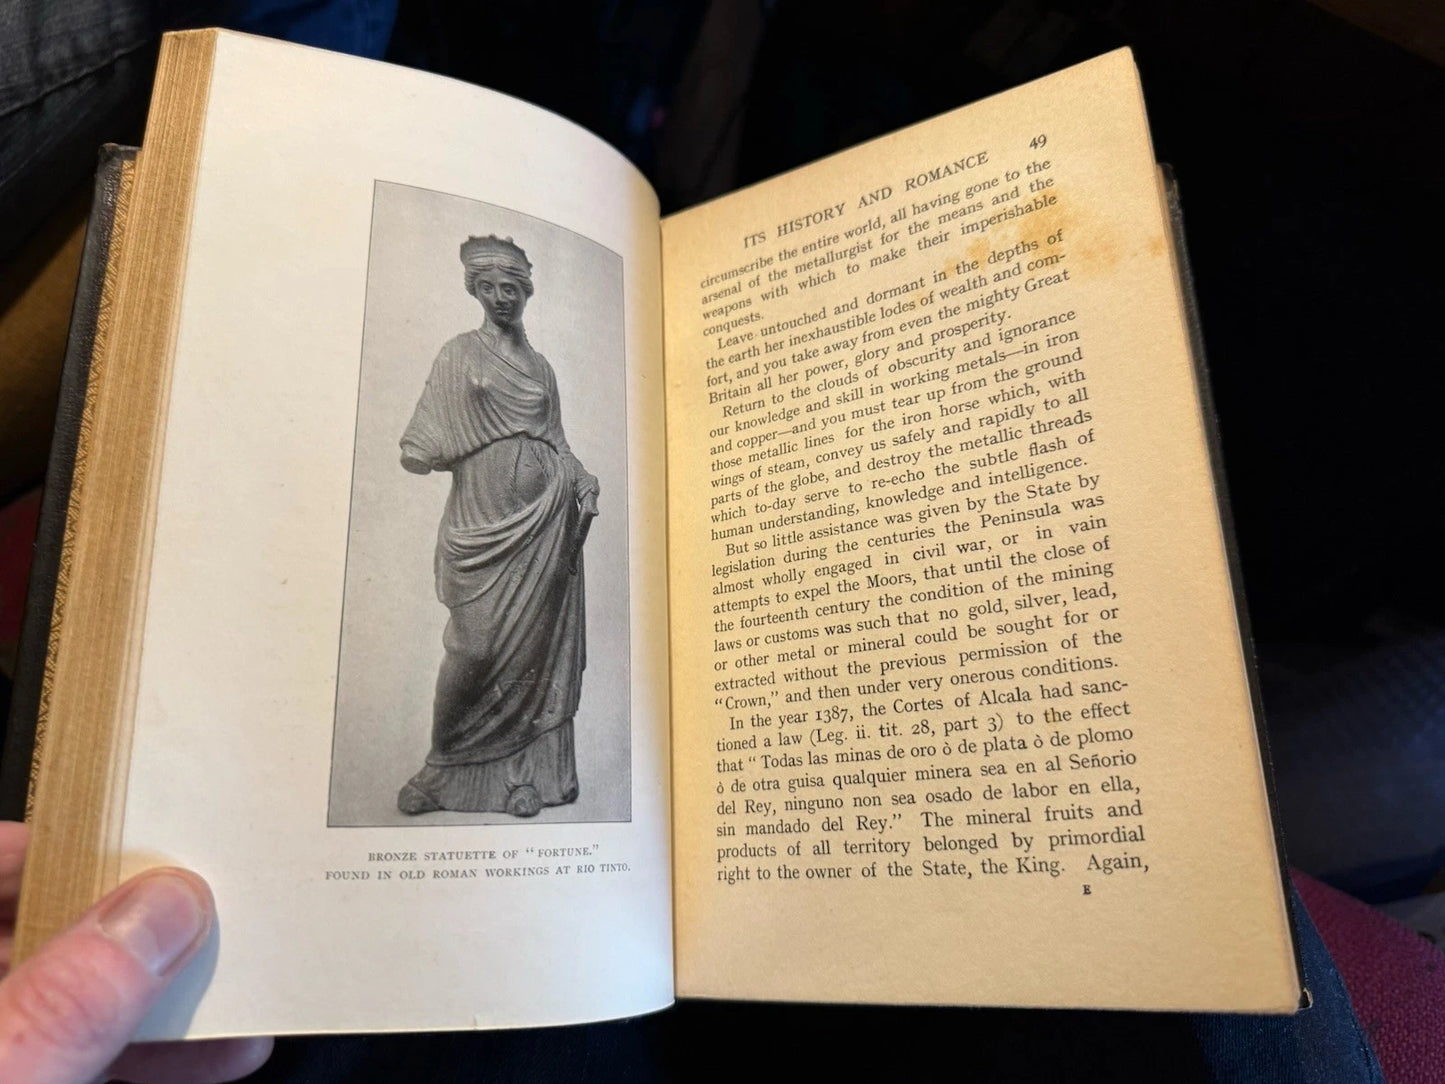 BRONZE STATUETTE OF "FORTUNE."
FOUND IN OLD ROMAN WORKINGS AT RIO TINTO.
ITS HISTORY AND ROMANCE 49
circumscribe the entire world, all having gone to the
arsenal of the metallurgist for the means and the
weapons with which to make their imperishable
conquests.
Leave untouched and dormant in the depths of
the earth her inexhaustible lodes of wealth and com-
fort, and you take away from even the mighty Great
Britain all her power, glory and prosperity.
Return to the clouds of obscurity and ignorance
our knowledge and skill in working metals—in iron
and copper—and you must tear up from the ground
those metallic lines for the iron horse which, with
wings of steam, convey us safely and rapidly to all
parts of the globe, and destroy the metallic threads
which to-day serve to re-echo the subtle flash of
human understanding, knowledge and intelligence.
But so little assistance was given by the State by
legislation during the centuries the Peninsula was
almost wholly engaged in civil war, or in vain
attempts to expel the Moors, that until the close of
the fourteenth century the condition of the mining
laws or customs was such that no gold, silver, lead,
or other metal or mineral could be sought for or
extracted without the previous permission of the
"Crown," and then under very onerous conditions.
In the year 1387, the Cortes of Alcala had sanc-
tioned a law (Leg. ii. tit. 28, part 3) to the effect
that "Todas las minas de oro ò de plata ò de plomo
ò de otra guisa qualquier minera sea en al Señorio
del Rey, ninguno non sea osado de labor en ella,
sin mandado del Rey." The mineral fruits and
products of all territory belonged by primordial
right to the owner of the State, the King. Again,
E